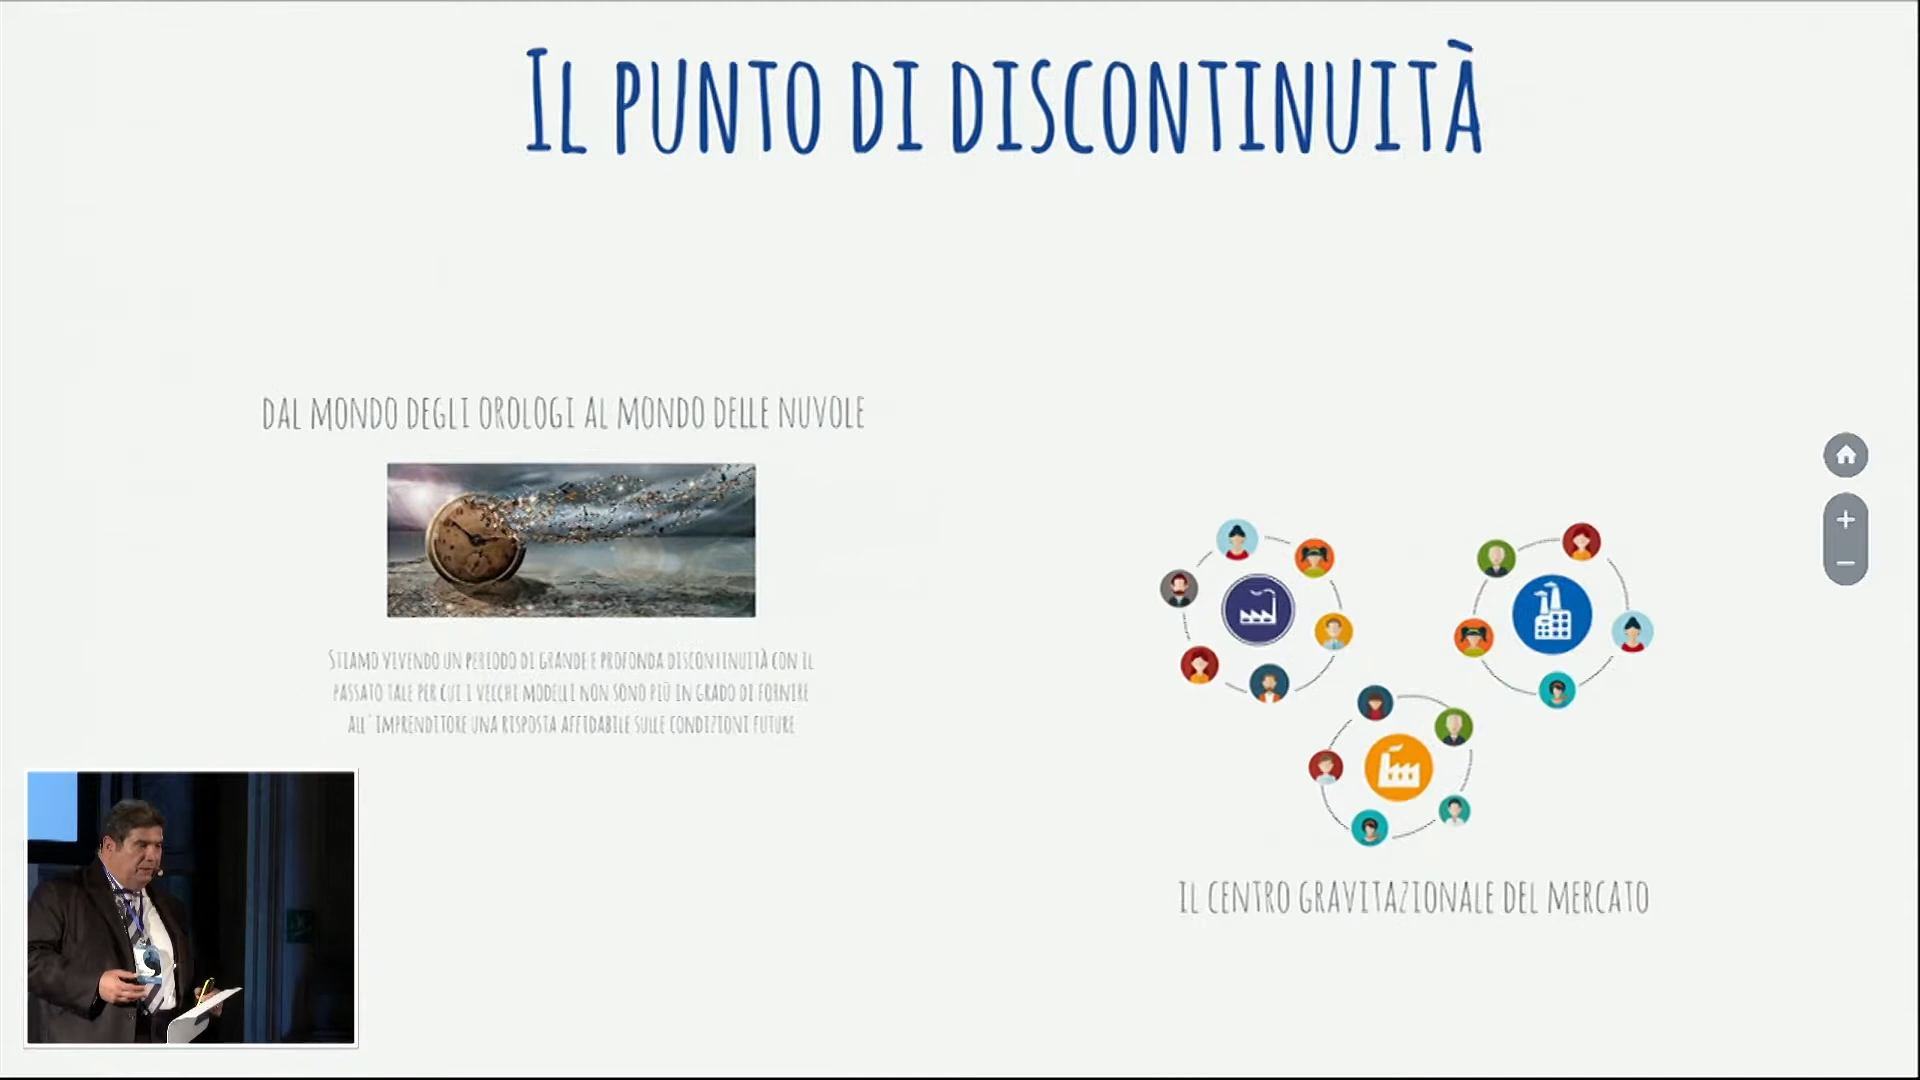 Il punto di discontinuità
dal mondo degli orologi al mondo delle nuvole
Stiamo vivendo un periodo di grande e profonda discontinuità con il
passato tale per cui i vecchi modelli non sono più in grado di fornire
all'imprenditore una risposta affidabile sulle condizioni future
il centro gravitazionale del mercato